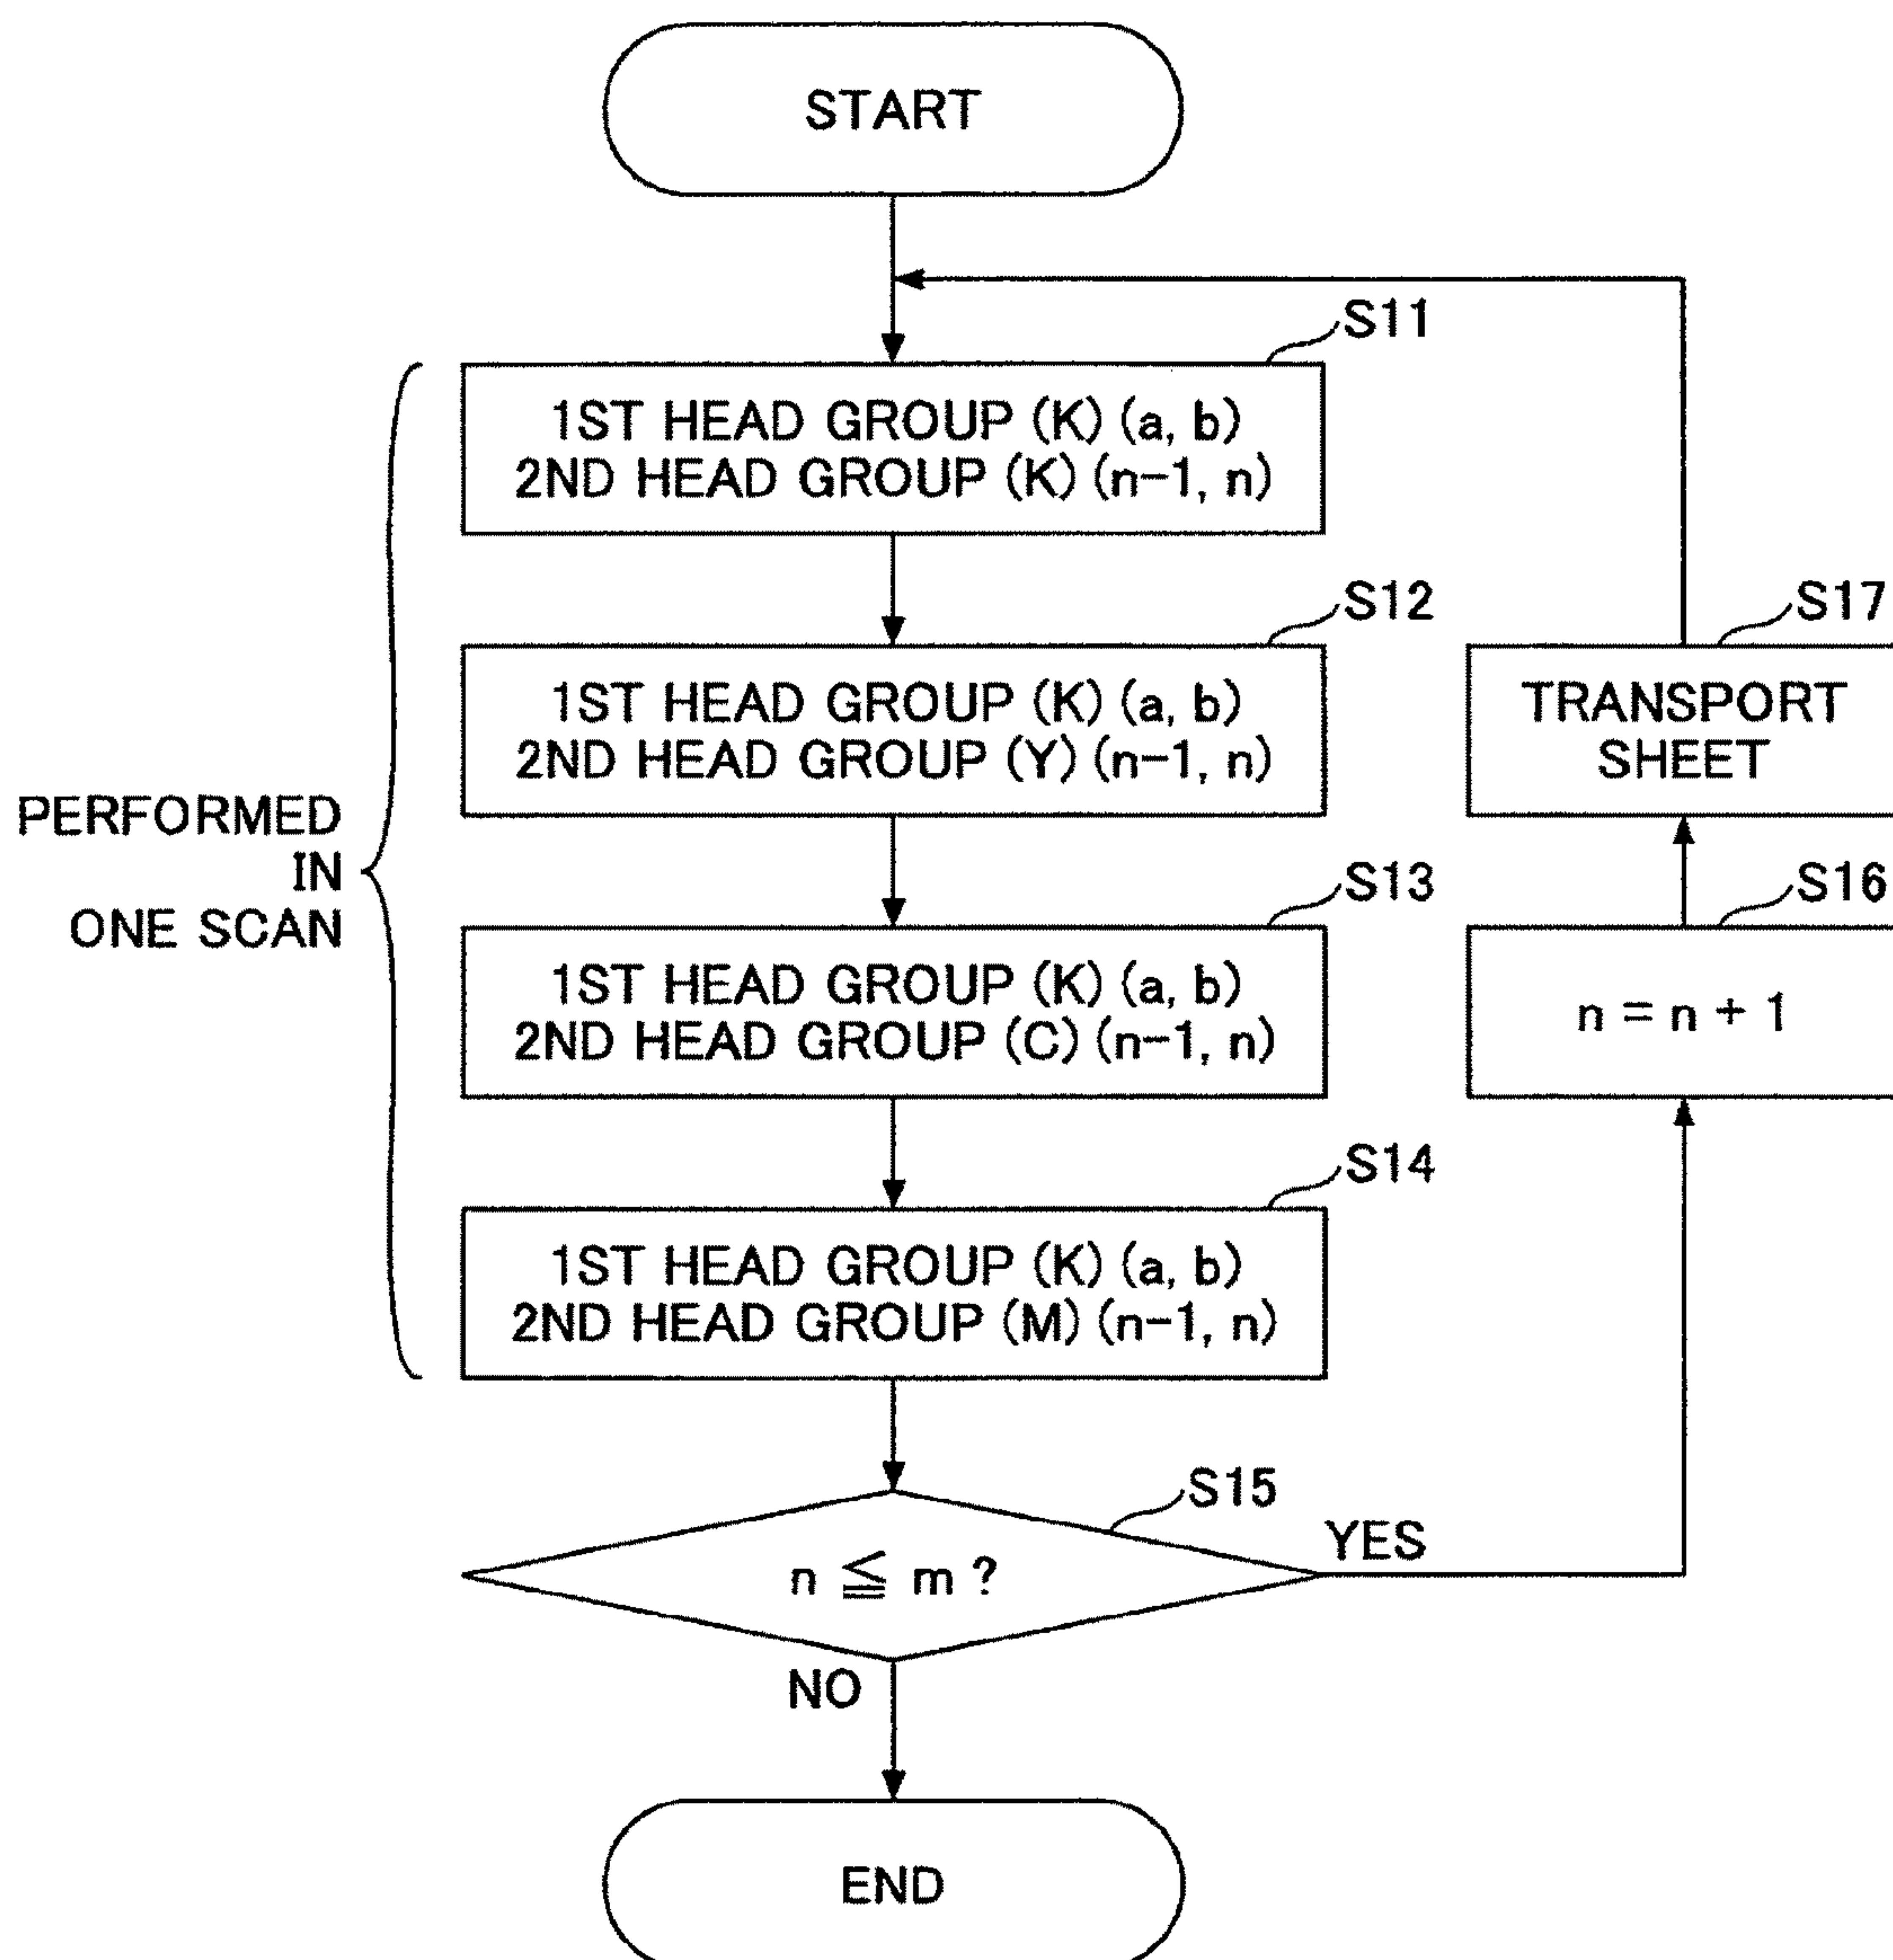 START
S11
1ST HEAD GROUP (K) (a, b)
2ND HEAD GROUP (K) (n-1, n)
S12
1ST HEAD GROUP (K) (a, b)
2ND HEAD GROUP (Y) (n-1, n)
S17
TRANSPORT
SHEET
PERFORMED
IN
ONE SCAN
S13
1ST HEAD GROUP (K) (a, b)
2ND HEAD GROUP (C) (n-1, n)
S16
n = n + 1
S14
1ST HEAD GROUP (K) (a, b)
2ND HEAD GROUP (M) (n-1, n)
S15
n ≦ m ?
YES
NO
END